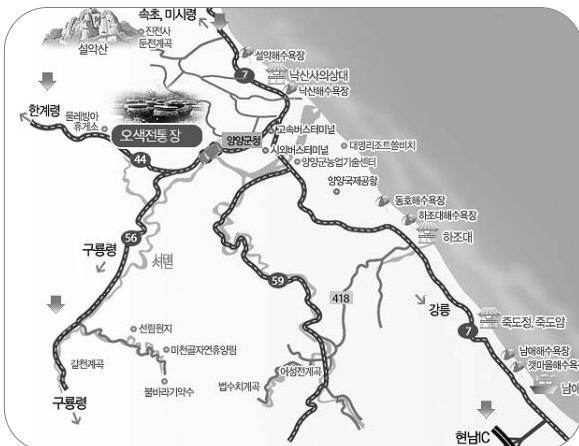 속초, 미시령
진전사
둔전계곡
설악산
설악해수욕장
7
낙산사의상대
낙산해수욕장
한계령
물레방아
휴게소
오색전통장
양양군청
고속버스터미널
시외버스터미널
대명리조트쏠비치
양양군농업기술센터
44
양양국제공항
동호해수욕장
하조대해수욕장
하조대
56
구룡령
서면
59
418
강릉
7
죽도정, 죽도암
선림원지
미천골자연휴양림
남애해수욕장
갯마을해수욕
갈천계곡
불바라기약수
법수치계곡
어성전계곡
남애
구룡령
현남IC